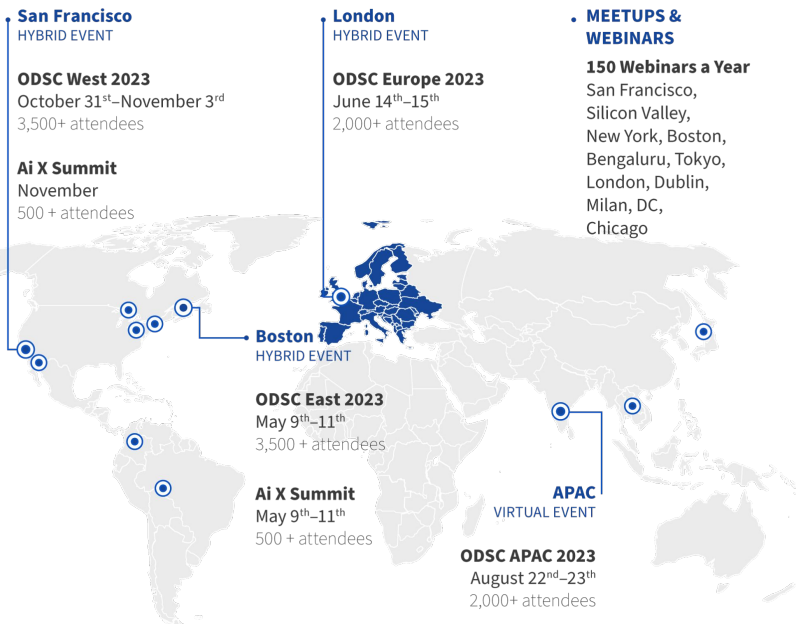 San Francisco
HYBRID EVENT
ODSC West 2023
October 31st–November 3rd
3,500+ attendees
Ai X Summit
November
500 + attendees
London
HYBRID EVENT
ODSC Europe 2023
June 14th–15th
2,000+ attendees
MEETUPS &
WEBINARS
150 Webinars a Year
San Francisco,
Silicon Valley,
New York, Boston,
Bengaluru, Tokyo,
London, Dublin,
Milan, DC,
Chicago
Boston
HYBRID EVENT
ODSC East 2023
May 9th–11th
3,500 + attendees
Ai X Summit
May 9th–11th
500 + attendees
APAC
VIRTUAL EVENT
ODSC APAC 2023
August 22nd–23th
2,000+ attendees